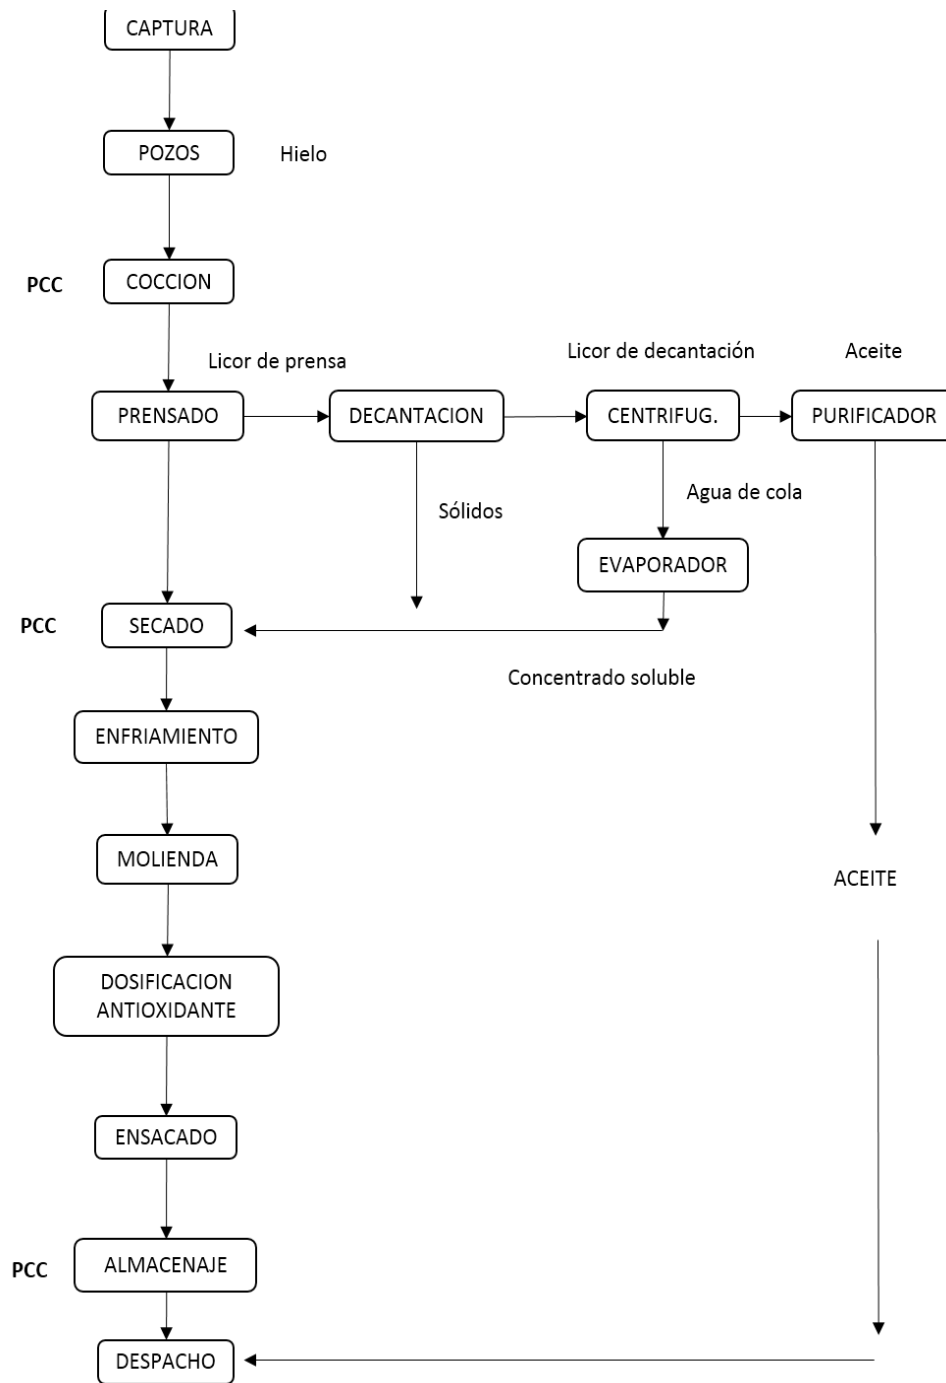 CAPTURA
POZOS
Hielo
PCC
COCCION
Licor de prensa
Licor de decantación
Aceite
PRENSADO
DECANTACION
CENTRIFUG.
PURIFICADOR
Sólidos
Agua de cola
EVAPORADOR
PCC
SECADO
Concentrado soluble
ENFRIAMIENTO
MOLIENDA
ACEITE
DOSIFICACION
ANTIOXIDANTE
ENSACADO
PCC
ALMACENAJE
DESPACHO